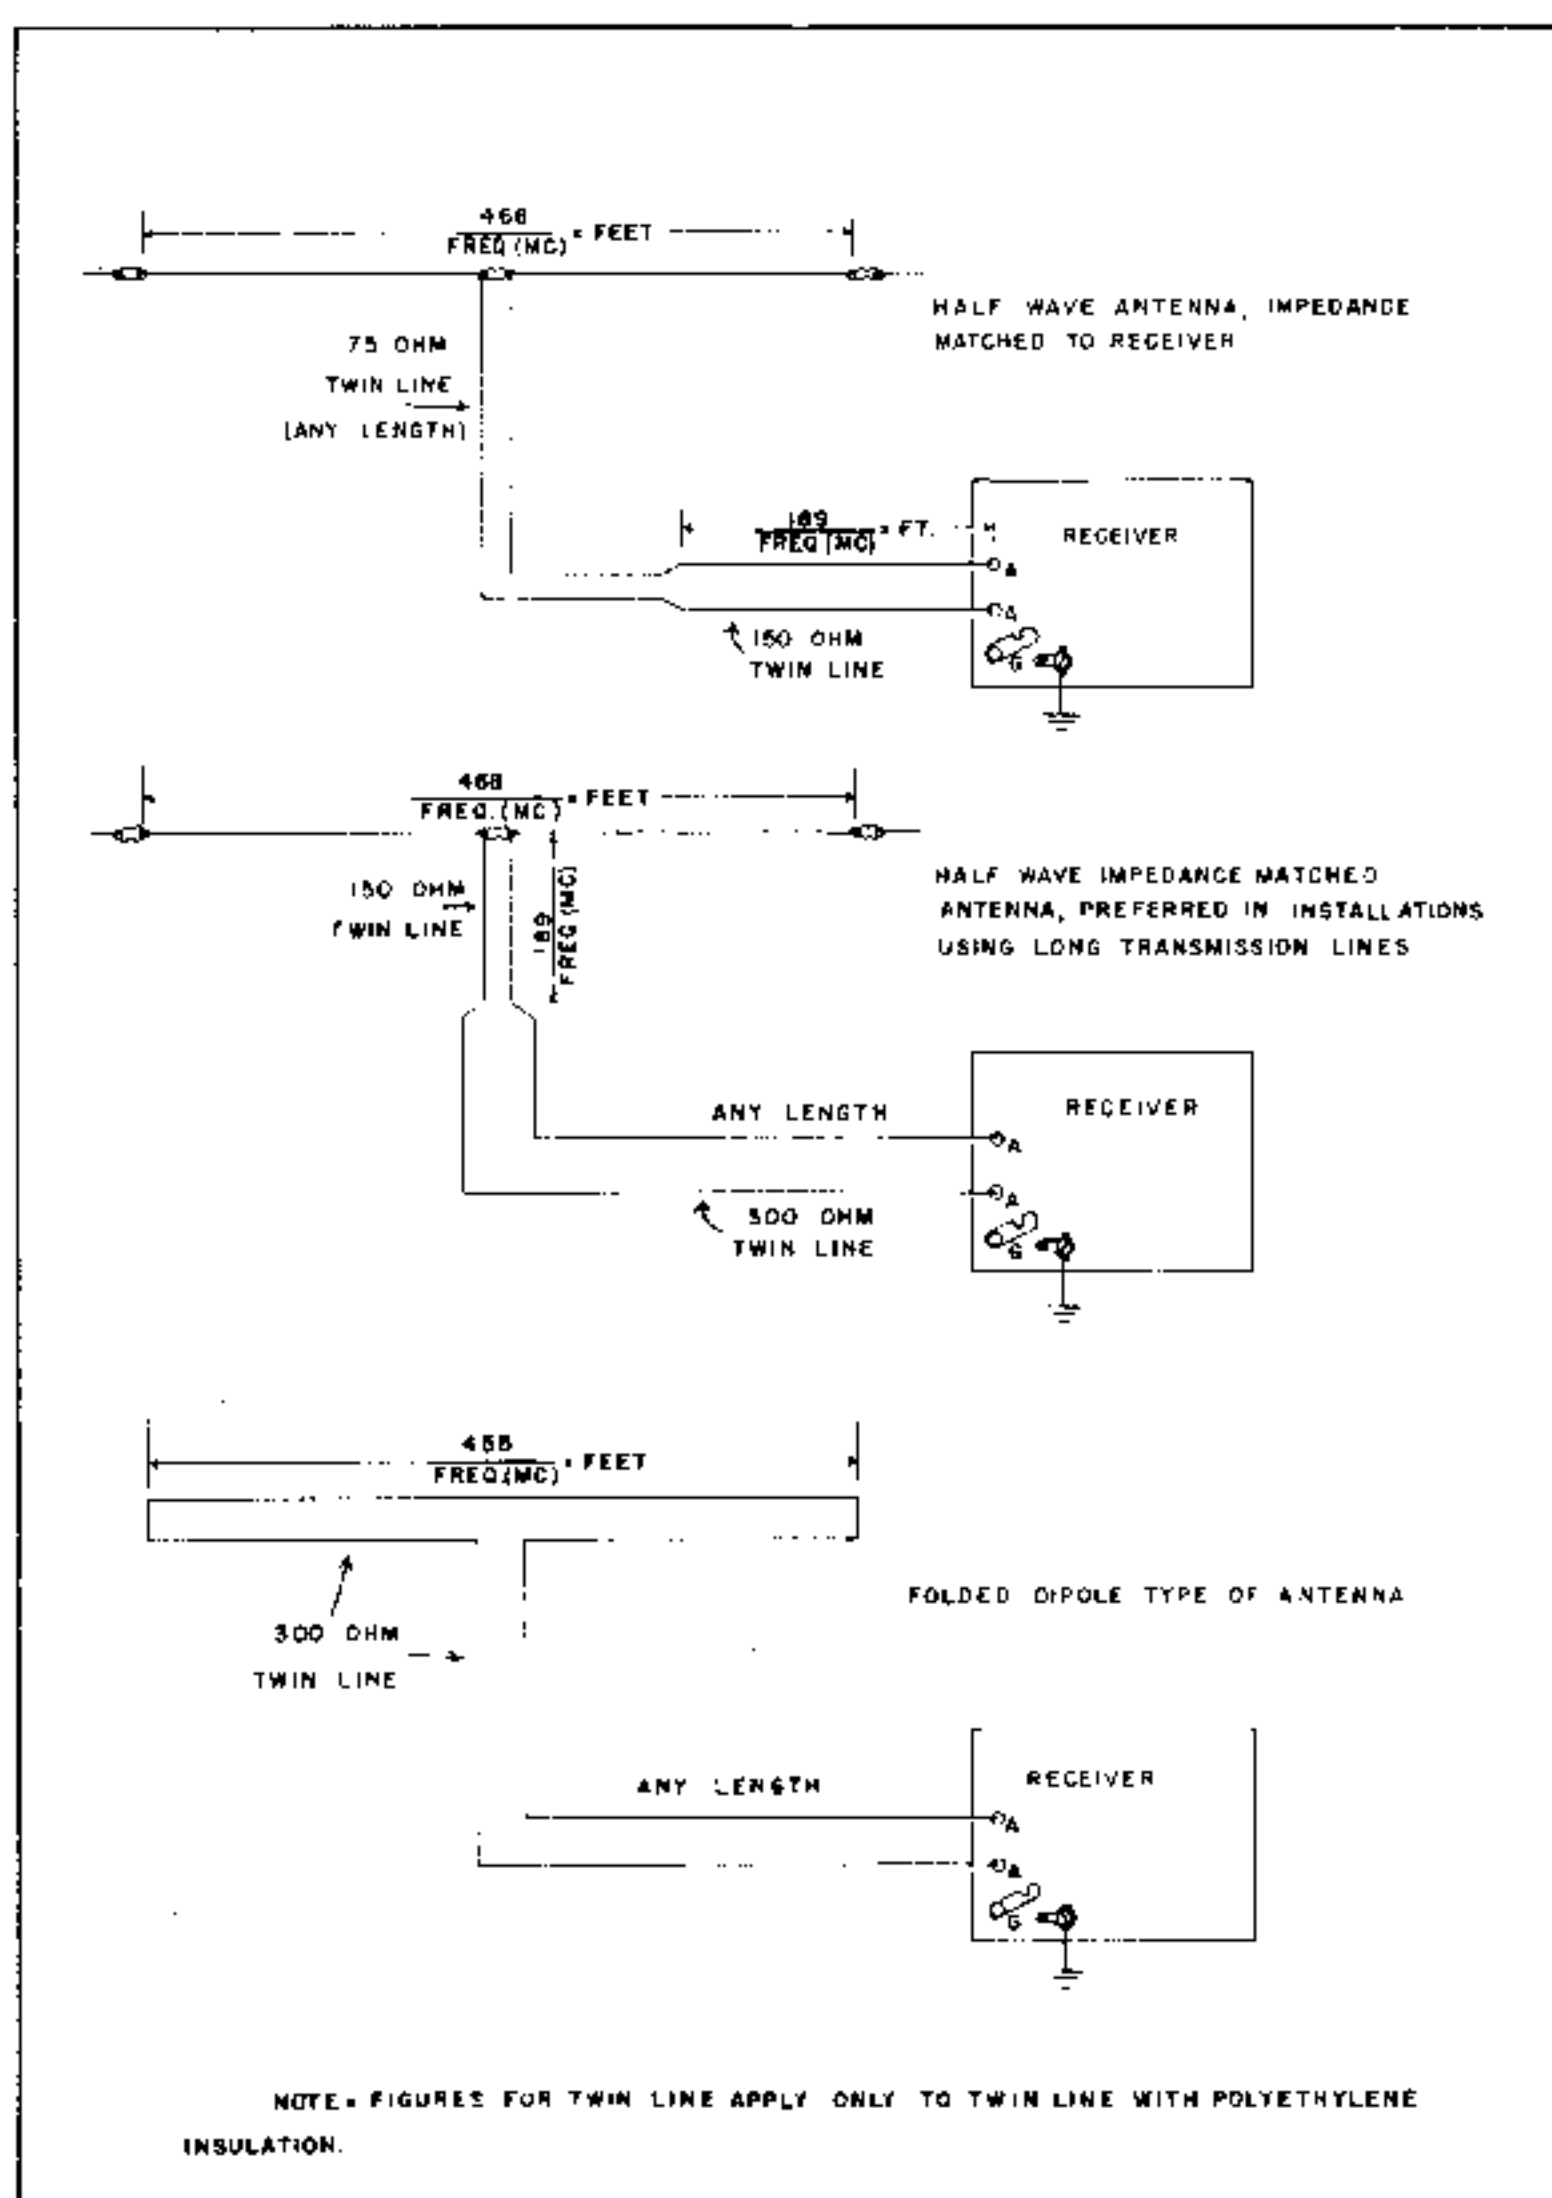 468
FREQ (MC) = FEET
HALF WAVE ANTENNA, IMPEDANCE
MATCHED TO RECEIVER
75 OHM
TWIN LINE
(ANY LENGTH)
189
FREQ (MC) = FT.
RECEIVER
A
A
G
150 OHM
TWIN LINE
468
FREQ. (MC) = FEET
150 OHM
TWIN LINE
189
FREQ (MC)
HALF WAVE IMPEDANCE MATCHED
ANTENNA, PREFERRED IN INSTALLATIONS
USING LONG TRANSMISSION LINES
RECEIVER
ANY LENGTH
A
A
G
300 OHM
TWIN LINE
FREQ.(MC) = FEET
FOLDED DIPOLE TYPE OF ANTENNA
300 OHM
TWIN LINE
RECEIVER
ANY LENGTH
A
A
G
NOTE = FIGURES FOR TWIN LINE APPLY ONLY TO TWIN LINE WITH POLYETHYLENE
INSULATION.